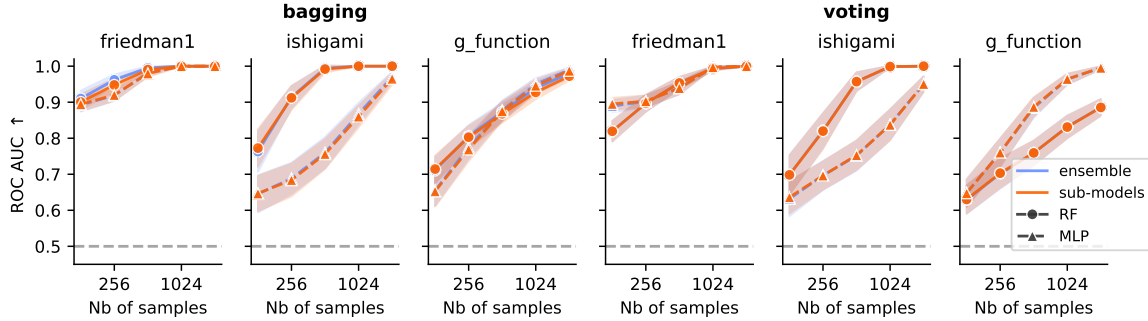 bagging
voting
friedman1
ishigami
g_function
friedman1
ishigami
g_function
ROC AUC ↑
1.0
0.9
0.8
0.7
0.6
0.5
ensemble
sub-models
RF
MLP
256 1024
256 1024
256 1024
256 1024
256 1024
256 1024
Nb of samples
Nb of samples
Nb of samples
Nb of samples
Nb of samples
Nb of samples